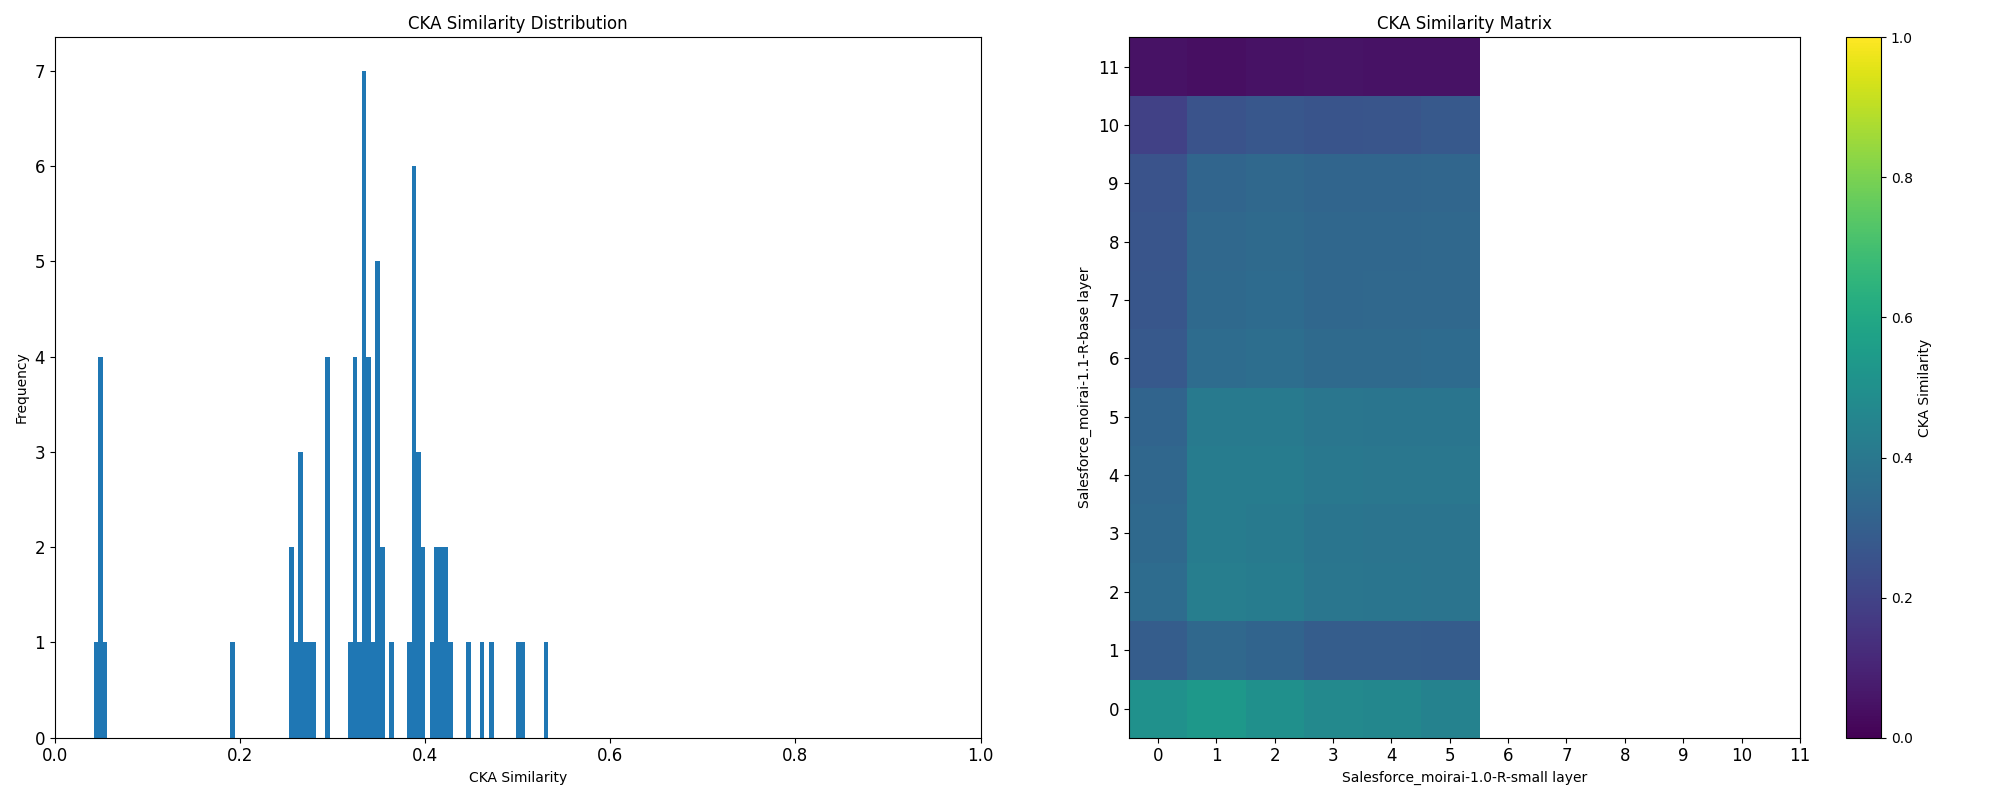 CKA Similarity Distribution
7
6
5
4
3
2
1
0
Frequency
0.0 0.2 0.4 0.6 0.8 1.0
CKA Similarity
CKA Similarity Matrix
11
10
9
8
7
6
5
4
3
2
1
0
Salesforce_moirai-1.1-R-base layer
0 1 2 3 4 5 6 7 8 9 10 11
Salesforce_moirai-1.0-R-small layer
1.0
0.8
0.6
0.4
0.2
0.0
CKA Similarity